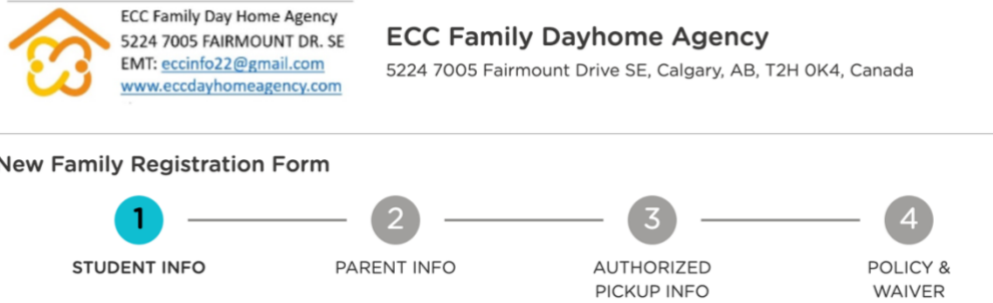 ECC Family Day Home Agency
5224 7005 FAIRMOUNT DR. SE
EMT: eccinfo22@gmail.com
www.eccdayhomeagency.com
ECC Family Dayhome Agency
5224 7005 Fairmount Drive SE, Calgary, AB, T2H 0K4, Canada
New Family Registration Form
1
2
3
4
STUDENT INFO
PARENT INFO
AUTHORIZED
PICKUP INFO
POLICY &
WAIVER